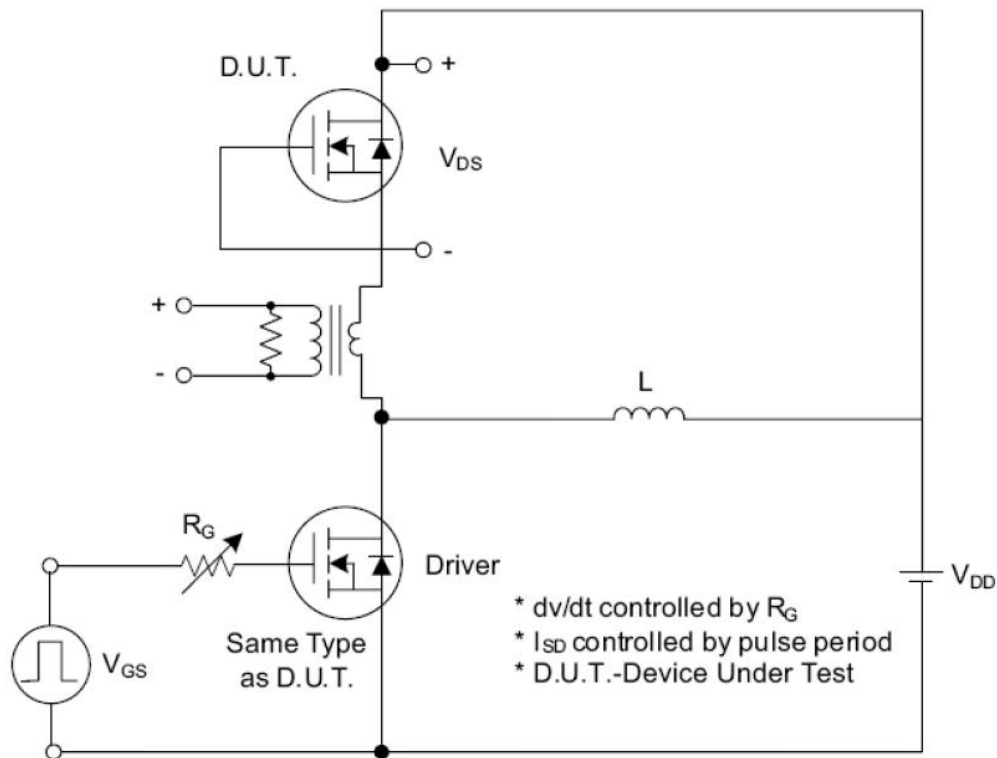 D.U.T.
+
VDS
-
+
-
L
RG
Driver
VDD
VGS
Same Type
as D.U.T.
* dv/dt controlled by RG
* ISD controlled by pulse period
* D.U.T.-Device Under Test